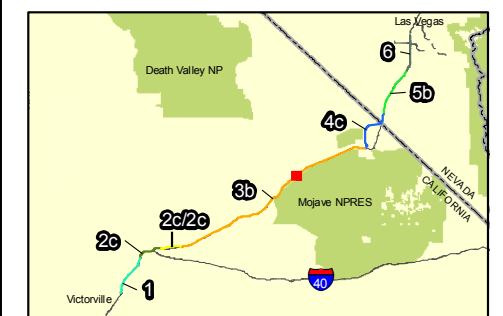 Las Vegas
6
Death Valley NP
5b
4c
NEVADA
CALIFORNIA
3b
Mojave NPRES
2c/2c
2c
40
1
Victorville